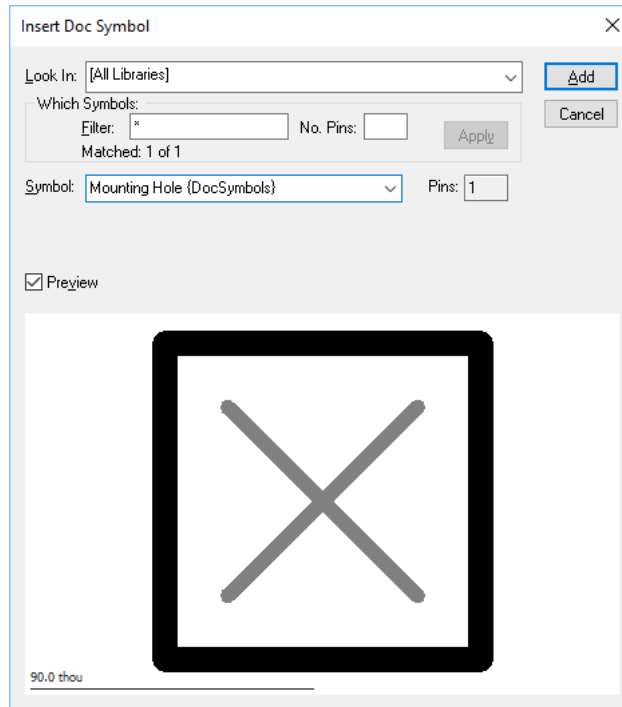 Insert Doc Symbol
Look In: [All Libraries]
Add
Which Symbols:
Filter: * No. Pins:
Apply
Cancel
Matched: 1 of 1
Symbol: Mounting Hole {DocSymbols} Pins: 1
Preview
90.0 thou